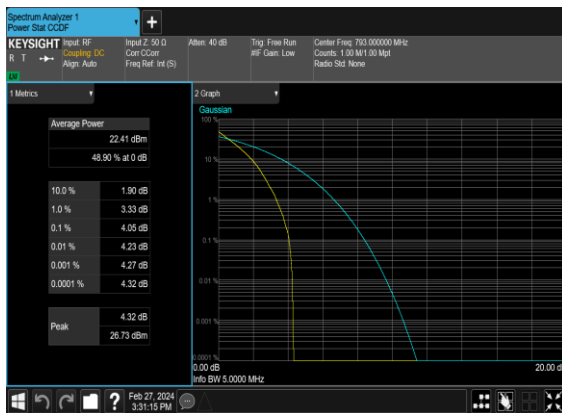 Spectrum Analyzer 1
Power Stat CCDF
+
KEYSIGHT
R T
LXI
Input: RF
Coupling: DC
Align: Auto
Input Z: 50 Ω
Corr CCorr
Freq Ref: Int (S)
Atten: 40 dB
Trig: Free Run
#IF Gain: Low
Center Freq: 793.000000 MHz
Counts: 1.00 M/1.00 Mpt
Radio Std: None
1 Metrics
Average Power
22.41 dBm
48.90 % at 0 dB
10.0 % 1.90 dB
1.0 % 3.33 dB
0.1 % 4.05 dB
0.01 % 4.23 dB
0.001 % 4.27 dB
0.0001 % 4.32 dB
Peak
4.32 dB
26.73 dBm
2 Graph
Gaussian
100 %
10 %
1 %
0.1 %
0.01 %
0.001 %
0.0001 %
0.00 dB
20.00 d
Info BW 5.0000 MHz
?
Feb 27, 2024
3:31:15 PM